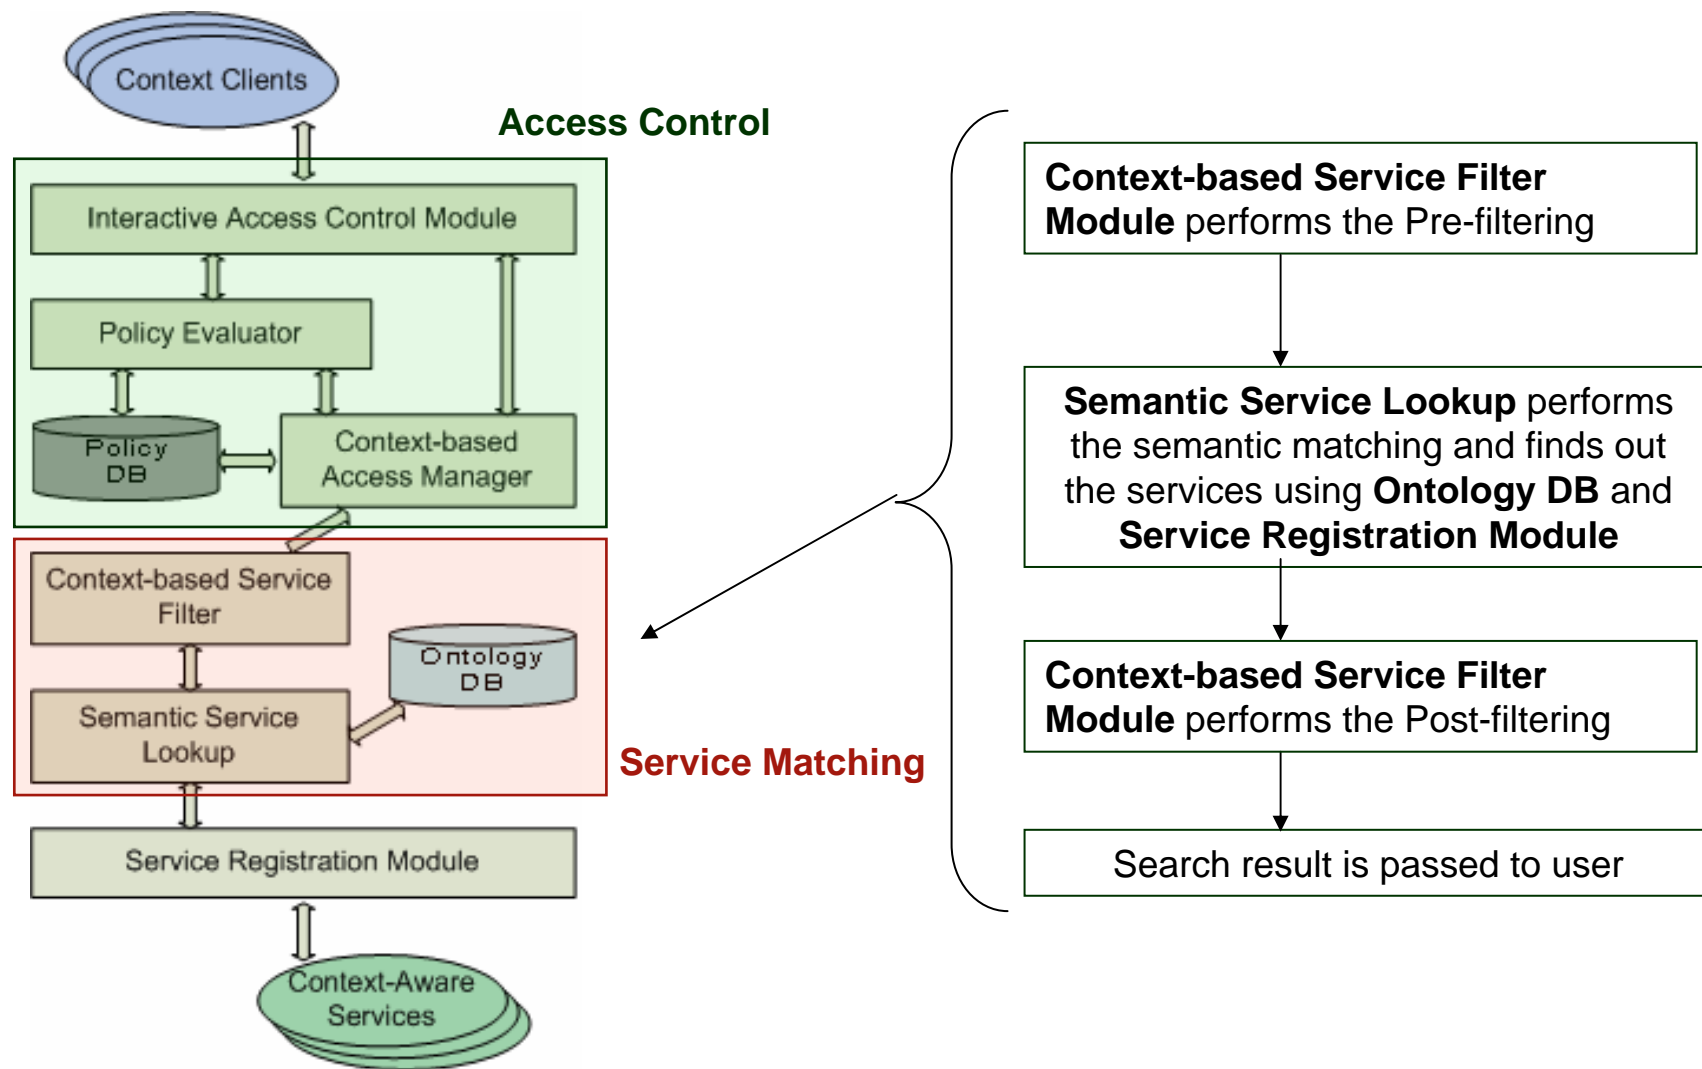 Context Clients
Access Control
Interactive Access Control Module
Policy Evaluator
Policy
DB
Context-based
Access Manager
Context-based Service
Filter
Ontology
DB
Semantic Service
Lookup
Service Matching
Service Registration Module
Context-Aware
Services
Context-based Service Filter
Module performs the Pre-filtering
Semantic Service Lookup performs
the semantic matching and finds out
the services using Ontology DB and
Service Registration Module
Context-based Service Filter
Module performs the Post-filtering
Search result is passed to user